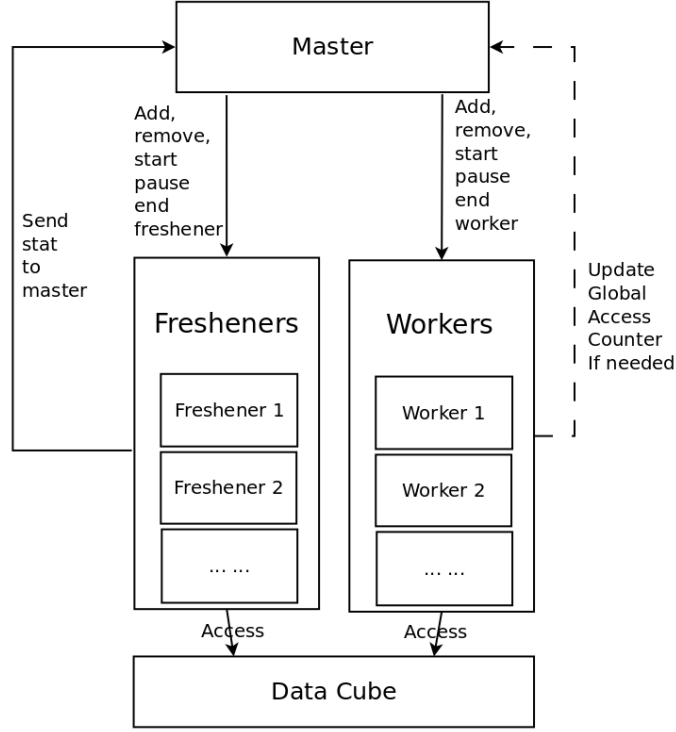 Master
Add,
remove,
start
pause
end
freshener
Add,
remove,
start
pause
end
worker
Send
stat
to
master
Update
Global
Access
Counter
If needed
Fresheners
Freshener 1
Freshener 2
... ...
Workers
Worker 1
Worker 2
... ...
Access
Access
Data Cube